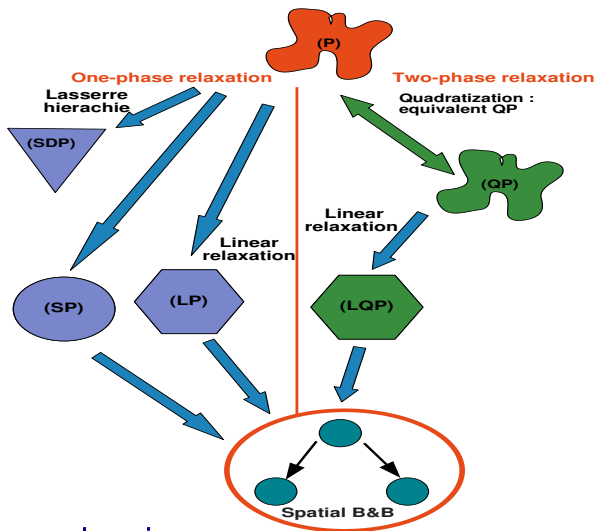 (P)
One-phase relaxation
Two-phase relaxation
Lasserre
hierachie
Quadratization :
equivalent QP
(SDP)
(QP)
Linear
relaxation
Linear
relaxation
(SP)
(LP)
(LQP)
Spatial B&B